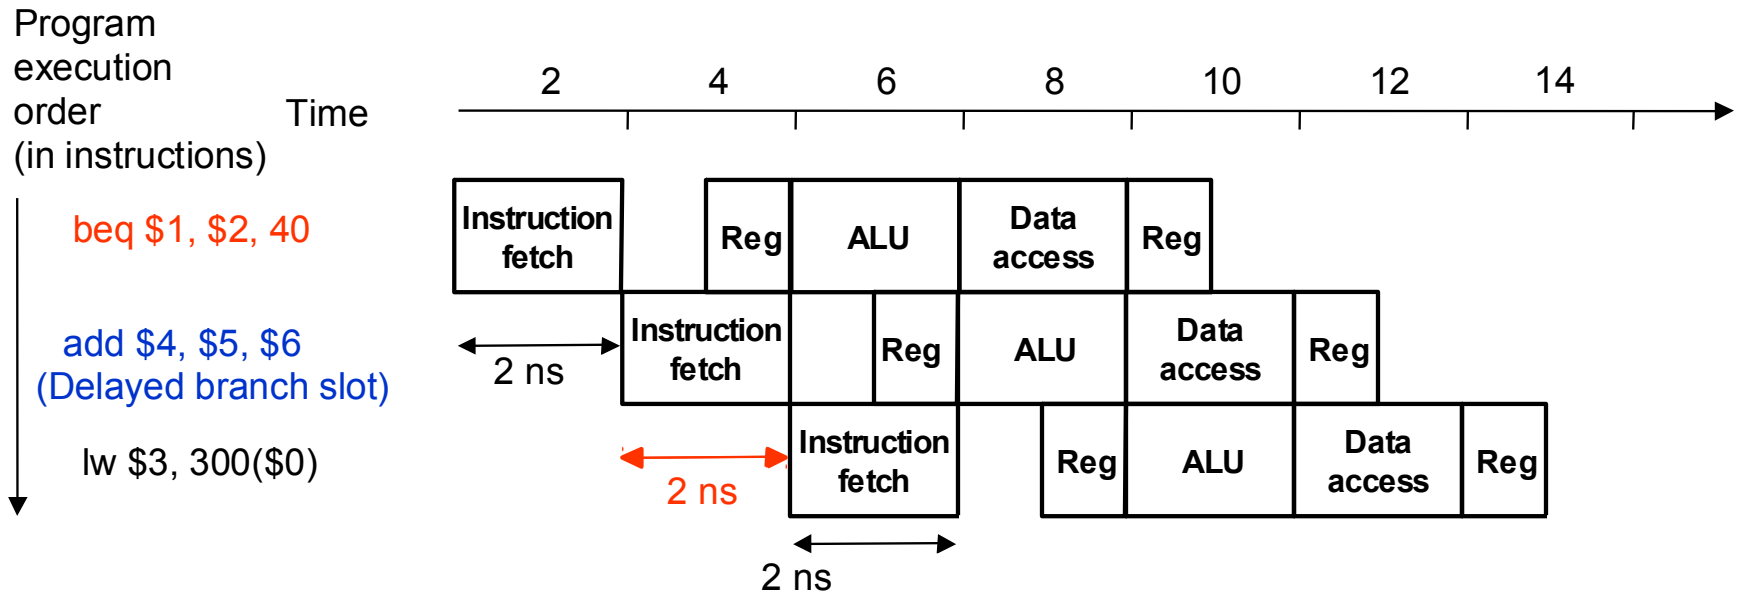 Program
execution
order
(in instructions)
Time
2 4 6 8 10 12 14
beq $1, $2, 40
Instruction
fetch
Reg
ALU
Data
access
Reg
add $4, $5, $6
(Delayed branch slot)
2 ns
Instruction
fetch
Reg
ALU
Data
access
Reg
lw $3, 300($0)
2 ns
Instruction
fetch
Reg
ALU
Data
access
Reg
2 ns